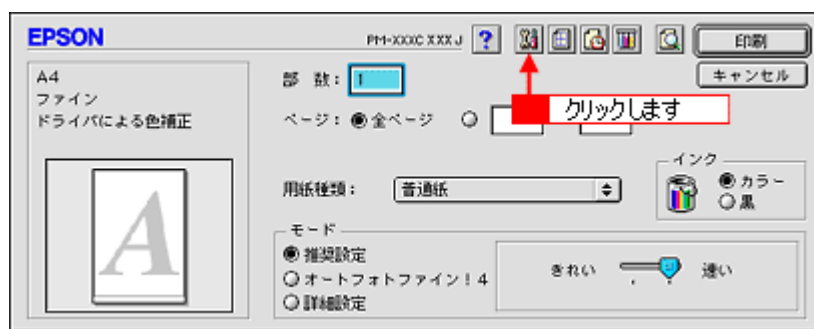 EPSON
PM-XXXC XXX J
?
印刷
キャンセル
A4
ファイン
ドライバによる色補正
部 数： 1
クリックします
ページ： 全ページ
用紙種類： 普通紙
インク
カラー
黒
モード
推奨設定
オートフォトファイン！4
詳細設定
きれい 速い
A